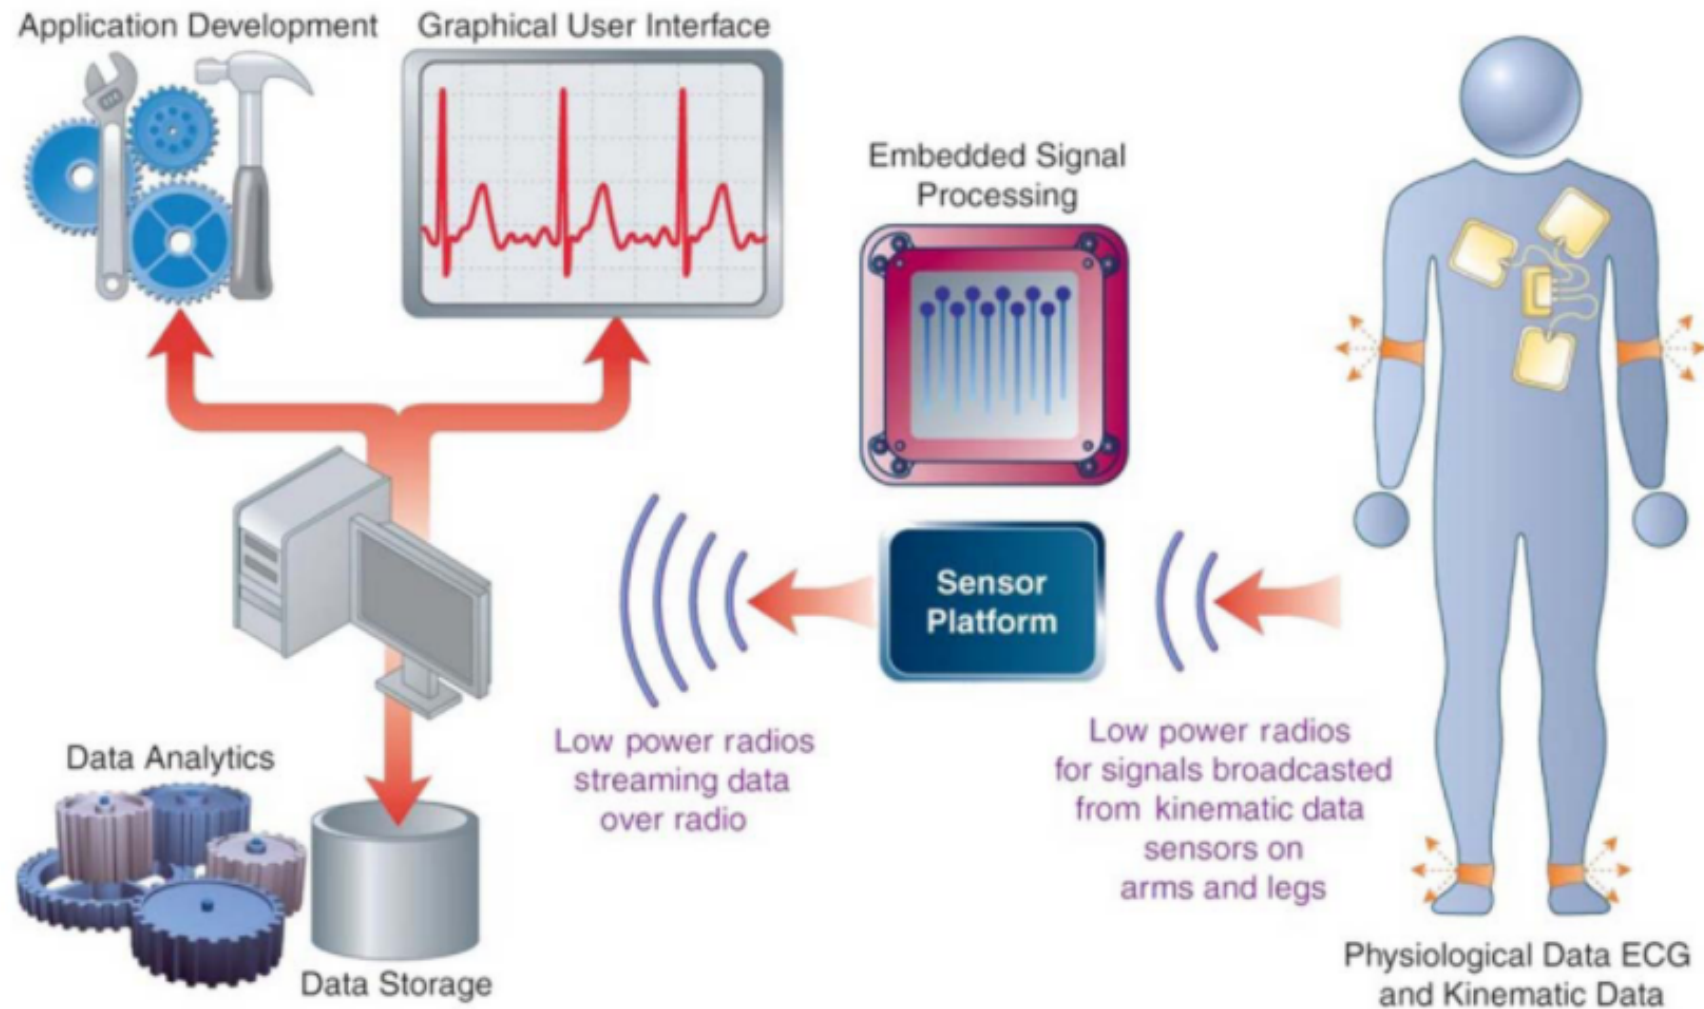 Application Development
Graphical User Interface
Embedded Signal
Processing
Sensor
Platform
Low power radios
streaming data
over radio
Low power radios
for signals broadcasted
from kinematic data
sensors on
arms and legs
Data Analytics
Data Storage
Physiological Data ECG
and Kinematic Data